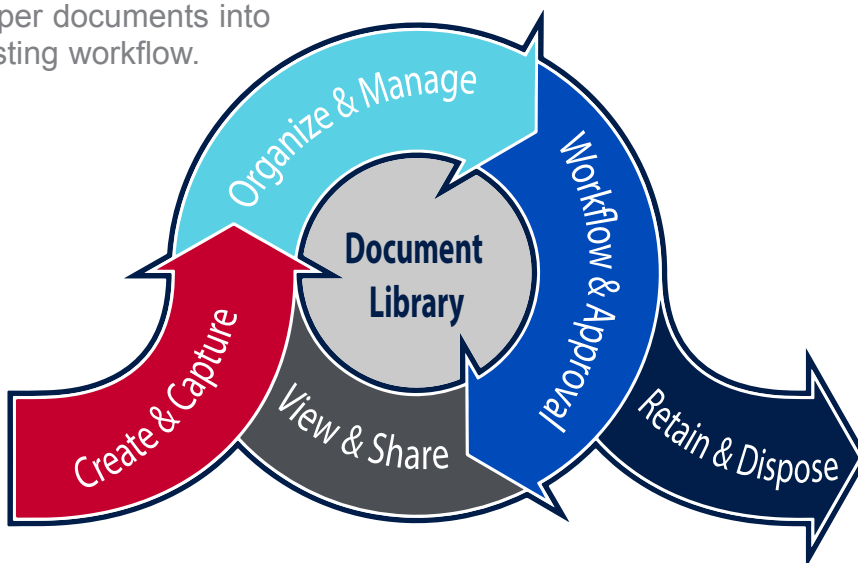 per documents into
sting workflow.
Organize & Manage
Workflow & Approval
Document
Library
Create & Capture
View & Share
Retain & Dispose